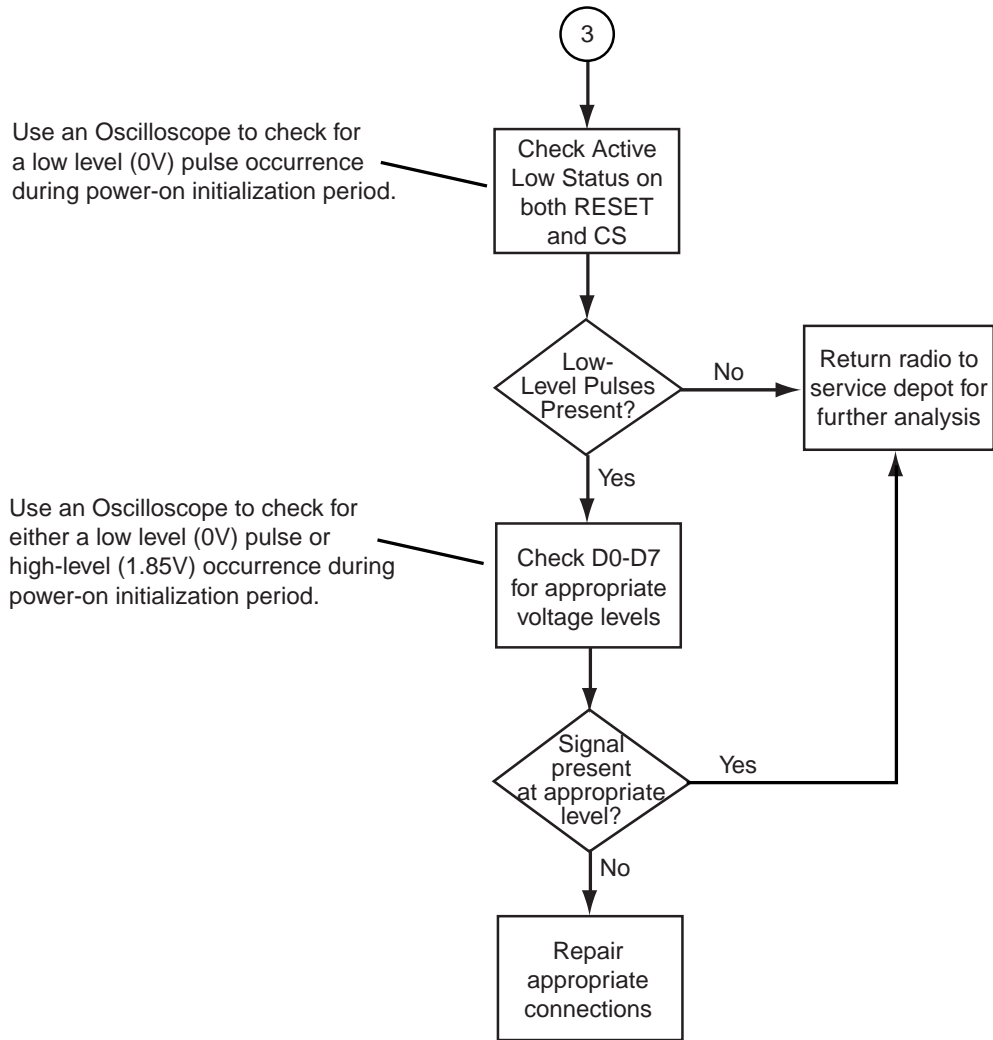 3
Use an Oscilloscope to check for
a low level (0V) pulse occurrence
during power-on initialization period.
Check Active
Low Status on
both RESET
and CS
Low-
Level Pulses
Present?
No
Return radio to
service depot for
further analysis
Yes
Use an Oscilloscope to check for
either a low level (0V) pulse or
high-level (1.85V) occurrence during
power-on initialization period.
Check D0-D7
for appropriate
voltage levels
Signal
present
at appropriate
level?
Yes
No
Repair
appropriate
connections